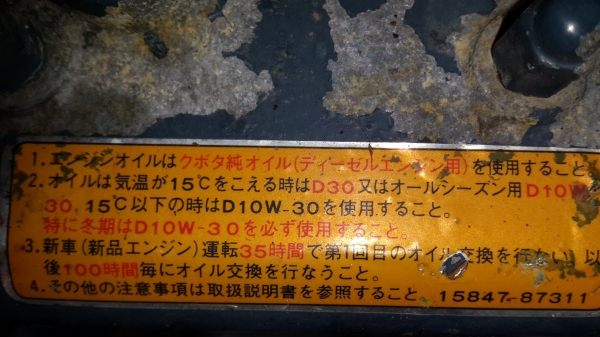 1. エンジンオイルはクボタ純オイル(ディーゼルエンジン用)を使用すること。
2. オイルは気温が15℃をこえる時はD30又はオールシーズン用D10W
30, 15℃以下の時はD10W-30を使用すること。
特に冬期はD10W-30を必ず使用すること。
3. 新車(新品エンジン)運転35時間で第1回目のオイル交換を行ない、以
後100時間毎にオイル交換を行なうこと。
4. その他の注意事項は取扱説明書を参照すること。 15847-87311